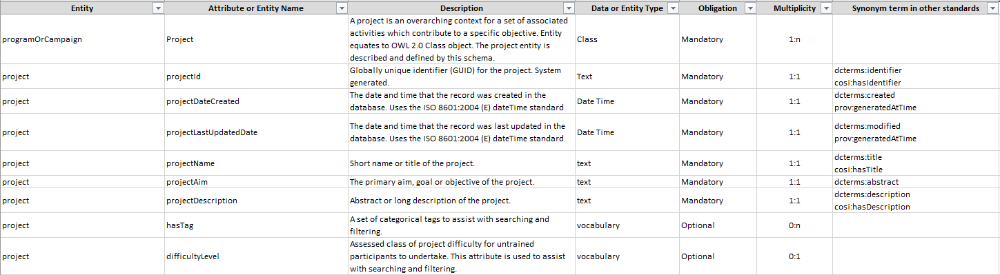 Entity Attribute or Entity Name Description Data or Entity Type Obligation Multiplicity Synonym term in other standards
A project is an overarching context for a set of associated
activities which contribute to a specific objective. Entity
programOrCampaign Project equates to OWL 2.0 Class object. The project entity is Class Mandatory 1:n
described and defined by this schema.
Globally unique identifier (GUID) for the project. System dcterms:identifier
project projectId generated. Text Mandatory 1:1 cosi:hasIdentifier
The date and time that the record was created in the dcterms:created
project projectDateCreated database. Uses the ISO 8601:2004 (E) dateTime standard Date Time Mandatory 1:1 prov:generatedAtTime
The date and time that the record was last updated in the dcterms:modified
project projectLastUpdatedDate database. Uses the ISO 8601:2004 (E) dateTime standard Date Time Mandatory 1:1 prov:generatedAtTime
dcterms:title
project projectName Short name or title of the project. text Mandatory 1:1 cosi:hasTitle
project projectAim The primary aim, goal or objective of the project. text Mandatory 1:1 dcterms:abstract
dcterms:description
project projectDescription Abstract or long description of the project. text Mandatory 1:1 cosi:hasDescription
A set of categorical tags to assist with searching and
project hasTag filtering. vocabulary Optional 0:n
Assessed class of project difficulty for untrained
project difficultyLevel participants to undertake. This attribute is used to assist vocabulary Optional 0:1
with searching and filtering.